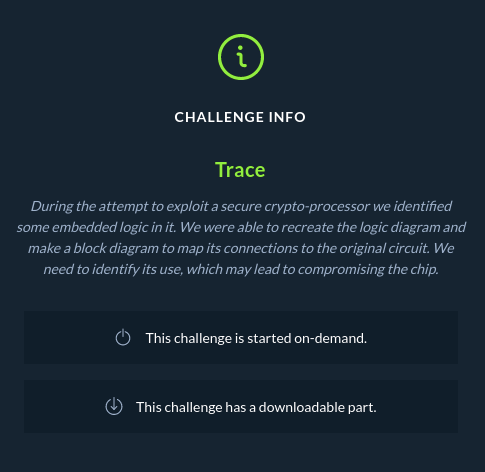 CHALLENGE INFO
Trace
During the attempt to exploit a secure crypto-processor we identified
some embedded logic in it. We were able to recreate the logic diagram and
make a block diagram to map its connections to the original circuit. We
need to identify its use, which may lead to compromising the chip.
This challenge is started on-demand.
This challenge has a downloadable part.